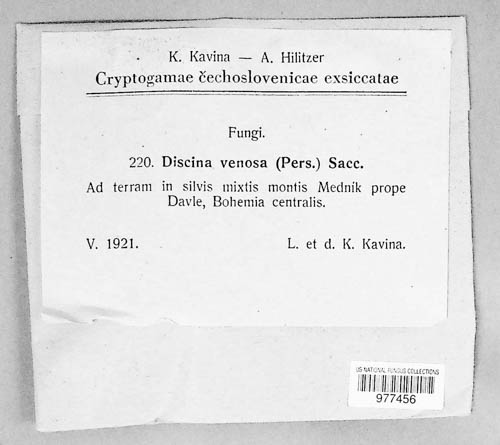 K. Kavina — A. Hilitzer
Cryptogamae čechoslovenicae exsiccatae
Fungi.
220. Discina venosa (Pers.) Sacc.
Ad terram in silvis mixtis montis Medník prope
Davle, Bohemia centralis.
V. 1921. L. et d. K. Kavina.
US NATIONAL FUNGUS COLLECTIONS
977456